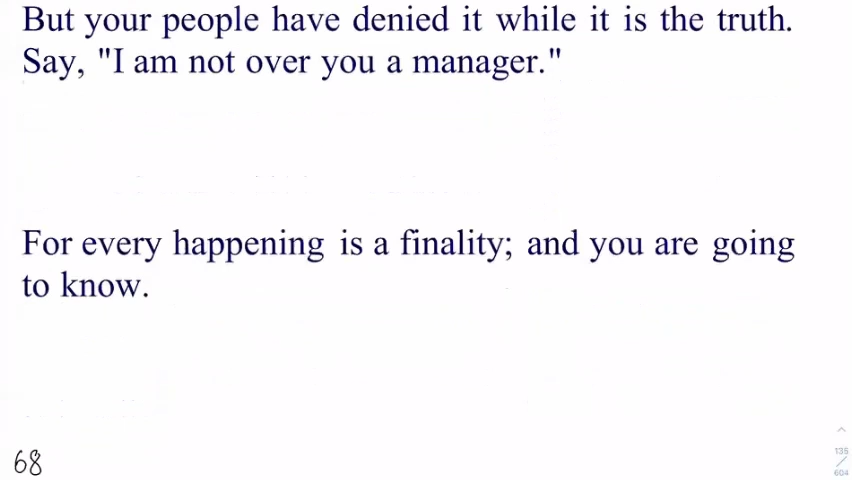 But your people have denied it while it is the truth.
Say, "I am not over you a manager."
For every happening is a finality; and you are going
to know.
68
135
/
604